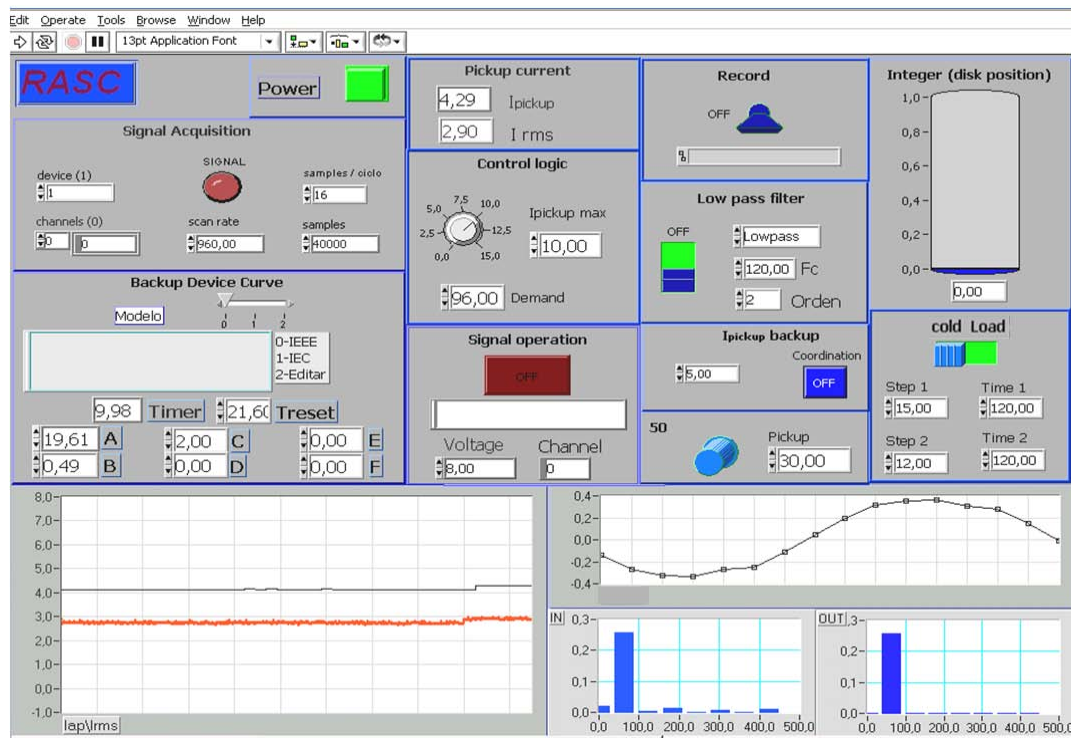 Edit Operate Tools Browse Window Help
13pt Application Font
RASC
Power
Signal Acquisition
SIGNAL
device (1)
1
samples / ciclo
16
channels (0)
0
0
scan rate
960,00
samples
40000
Backup Device Curve
Modelo
0 1 2
0-IEEE
1-IEC
2-Editar
9,98 Timer 21,60 Treset
19,61 A 2,00 C 0,00 E
0,49 B 0,00 D 0,00 F
Pickup current
4,29 Ipickup
2,90 I rms
Control logic
0,0 2,5 5,0 7,5 10,0 12,5 15,0
Ipickup max
10,00
96,00 Demand
Signal operation
OFF
Voltage
8,00
Channel
0
Record
OFF
%
Low pass filter
OFF
Lowpass
120,00 Fc
2 Orden
Ipickup backup
Coordination
5,00
OFF
50
Pickup
30,00
Integer (disk position)
1,0
0,8
0,6
0,4
0,2
0,0
0,00
cold Load
Step 1 Time 1
15,00 120,00
Step 2 Time 2
12,00 120,00
8,0
7,0
6,0
5,0
4,0
3,0
2,0
1,0
0,0
-1,0
Iap\Irms
0,4
0,2
0,0
-0,2
-0,4
IN
0,3
0,2
0,1
0,0
0,0 100,0 200,0 300,0 400,0 500,0
OUT
,3
0,2
0,1
0,0
0,0 100,0 200,0 300,0 400,0 500,0